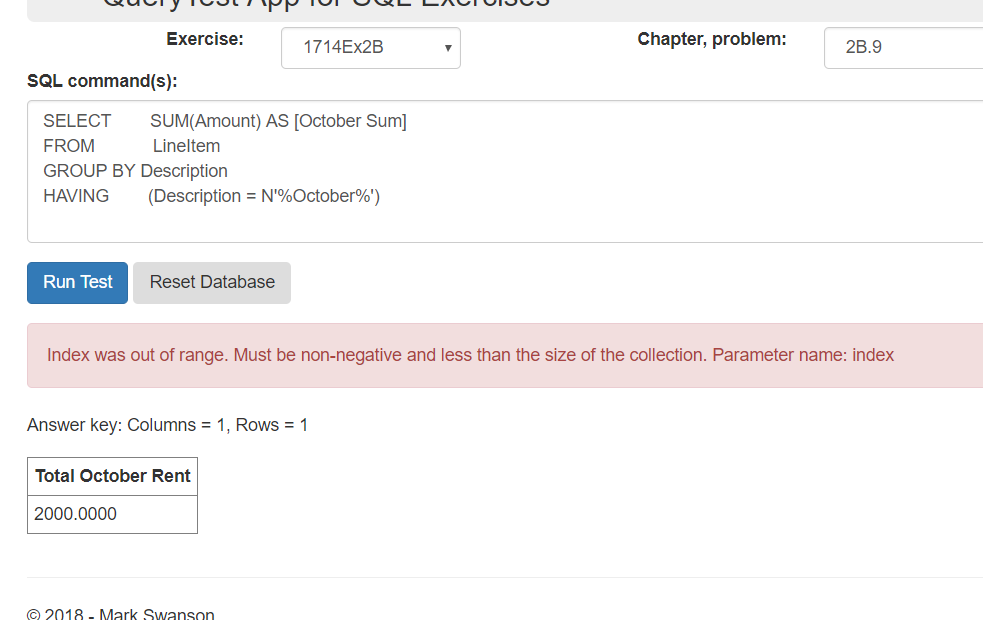 QueryTest App for SQL Exercises
Exercise: 1714Ex2B Chapter, problem: 2B.9
SQL command(s):
SELECT SUM(Amount) AS [October Sum]
FROM LineItem
GROUP BY Description
HAVING (Description = N'%October%')
Run Test Reset Database
Index was out of range. Must be non-negative and less than the size of the collection. Parameter name: index
Answer key: Columns = 1, Rows = 1
Total October Rent
2000.0000
© 2018 - Mark Swanson